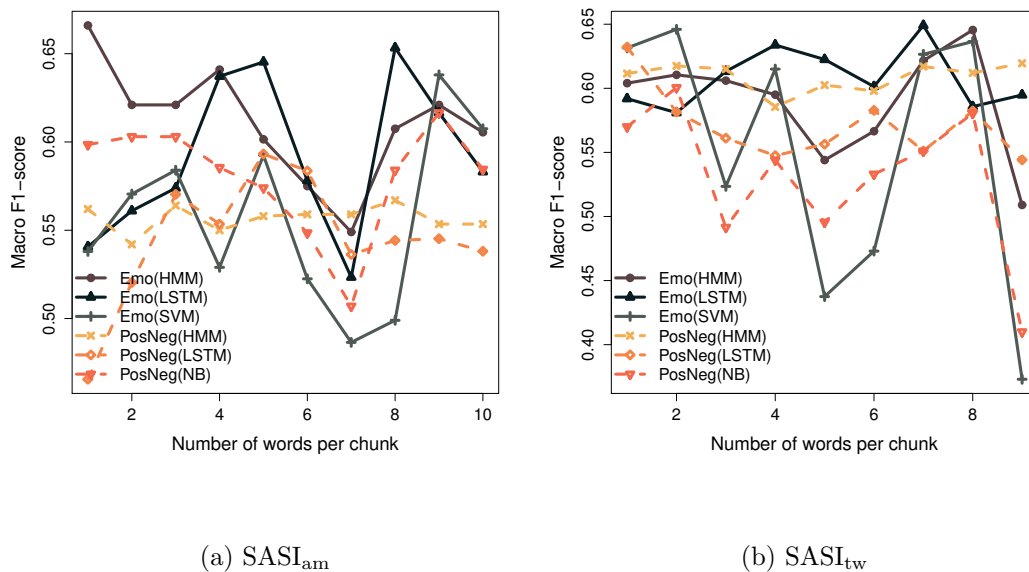 0.65
0.60
0.55
0.50
Macro F1−score
Emo(HMM)
Emo(LSTM)
Emo(SVM)
PosNeg(HMM)
PosNeg(LSTM)
PosNeg(NB)
2 4 6 8 10
Number of words per chunk
(a) SASIam
0.65
0.60
0.55
0.50
0.45
0.40
Macro F1−score
Emo(HMM)
Emo(LSTM)
Emo(SVM)
PosNeg(HMM)
PosNeg(LSTM)
PosNeg(NB)
2 4 6 8
Number of words per chunk
(b) SASItw